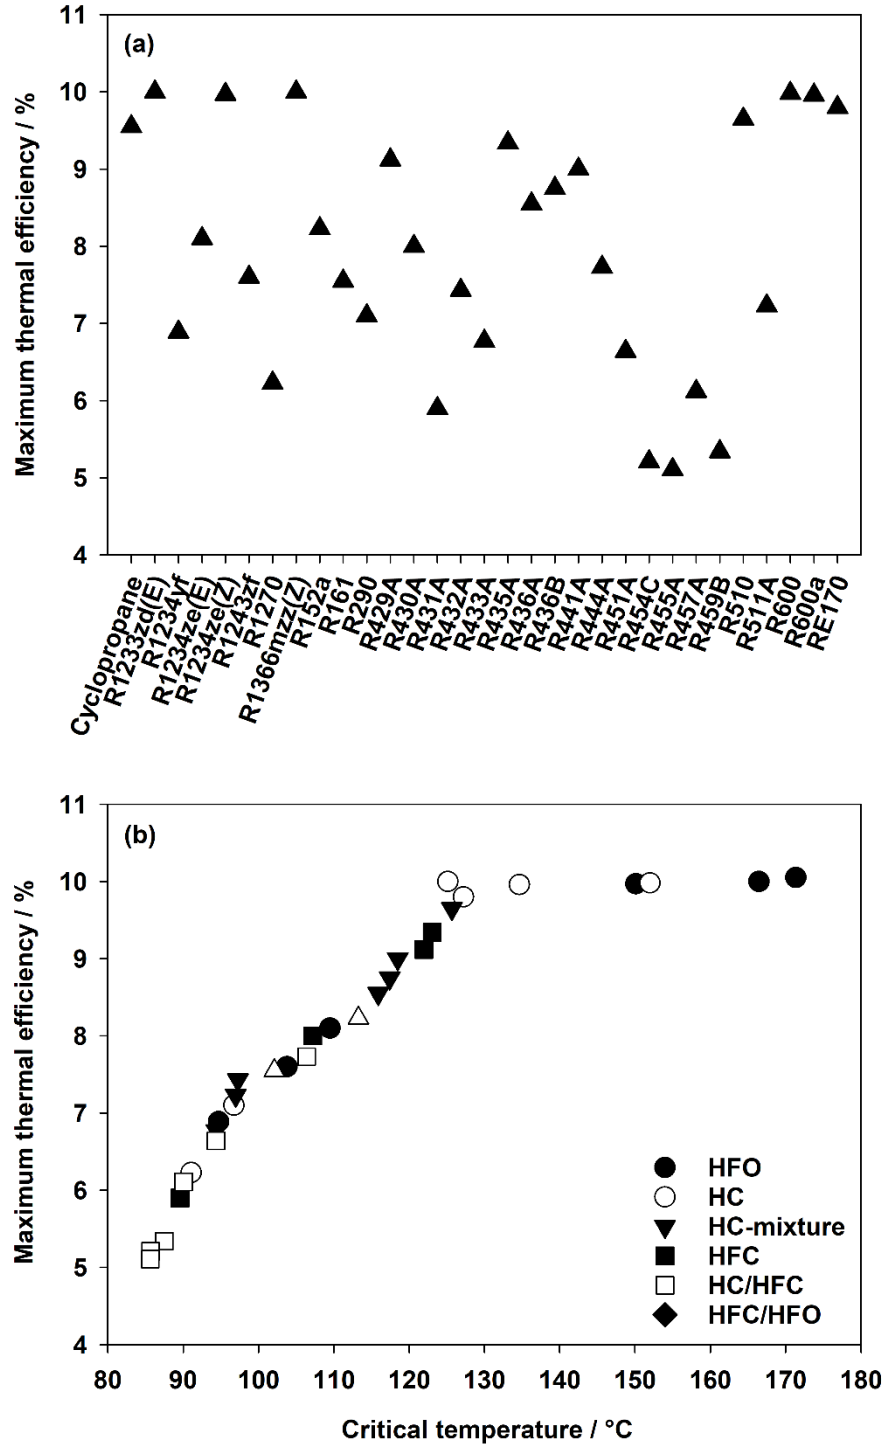 (a)
Maximum thermal efficiency / %
11
10
9
8
7
6
5
4
Cyclopropane
R1233zd(E)
R1234yf
R1234ze(E)
R1234ze(Z)
R1243zf
R1270
R1366mzz(Z)
R152a
R161
R290
R429A
R430A
R431A
R432A
R433A
R435A
R436A
R436B
R441A
R444A
R451A
R454C
R455A
R457A
R459B
R510
R511A
R600
R600a
RE170
(b)
Maximum thermal efficiency / %
11
10
9
8
7
6
5
4
HFO
HC
HC-mixture
HFC
HC/HFC
HFC/HFO
80 90 100 110 120 130 140 150 160 170 180
Critical temperature / °C